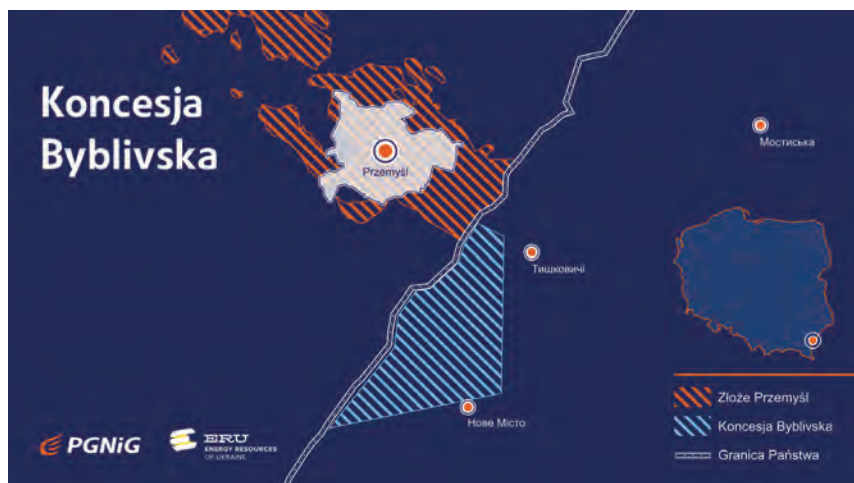 Koncesja
Byblivska
Przemyśl
Мостиська
Тишковичі
Нове Місто
Złoże Przemyśl
Koncesja Byblivska
Granica Państwa
PGNiG
ERU
ENERGY RESOURCES
OF UKRAINE